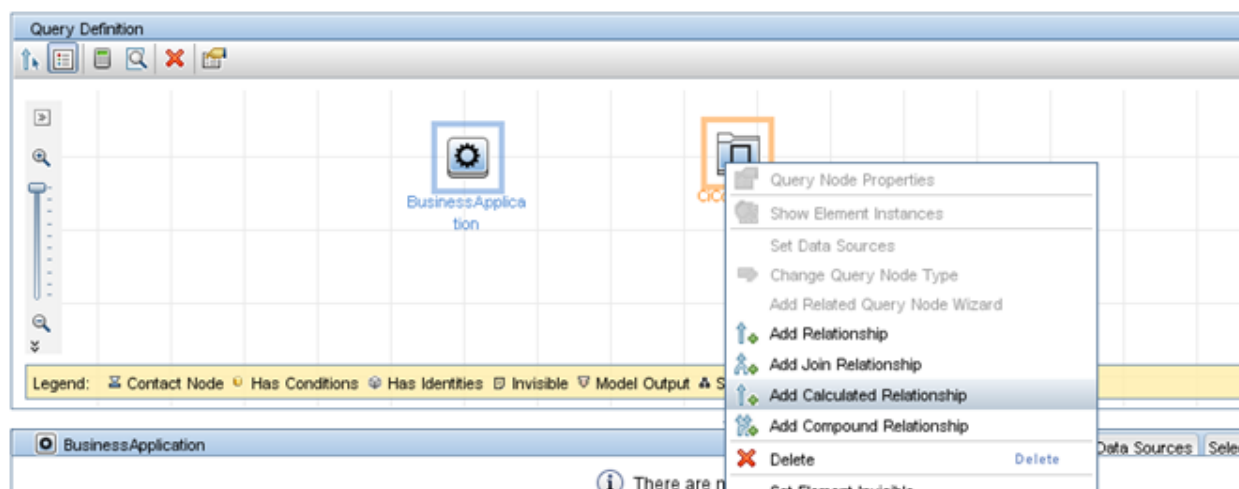 Query Definition
BusinessApplica
tion
Query Node Properties
Show Element Instances
Set Data Sources
Change Query Node Type
Add Related Query Node Wizard
Add Relationship
Add Join Relationship
Add Calculated Relationship
Add Compound Relationship
Delete Delete
Legend: Contact Node Has Conditions Has Identities Invisible Model Output
BusinessApplication
Data Sources
There are